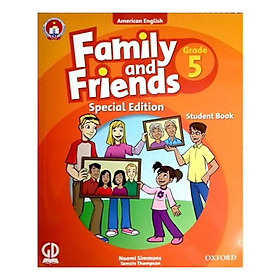 American English
Family
and
Friends
Grade
5
Special Edition
Student Book
Naomi Simmons
Tamzin Thompson
OXFORD